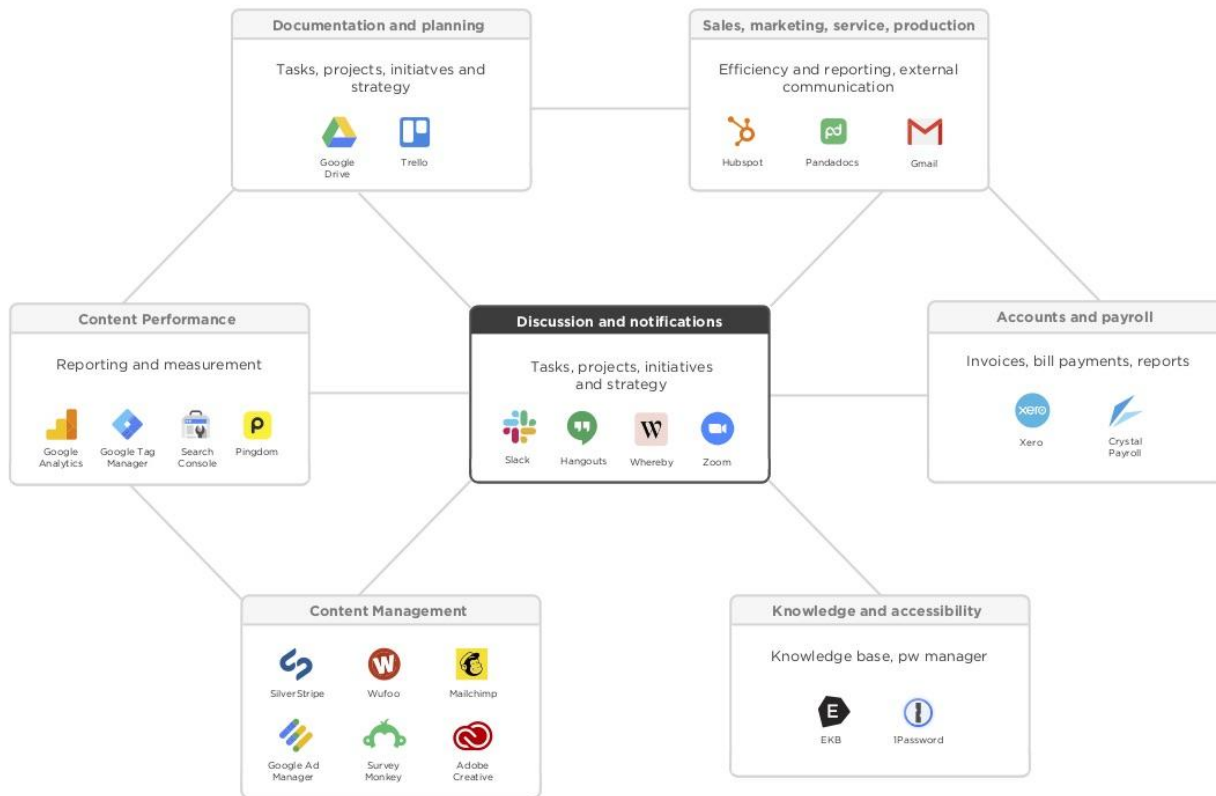 Documentation and planning
Tasks, projects, initiatves and
strategy
Google
Drive
Trello
Sales, marketing, service, production
Efficiency and reporting, external
communication
Hubspot
Pandadocs
pd
Gmail
Content Performance
Reporting and measurement
Google
Analytics
Google Tag
Manager
Search
Console
Pingdom
p
Discussion and notifications
Tasks, projects, initiatives
and strategy
Slack
Hangouts
W
Whereby
Zoom
Accounts and payroll
Invoices, bill payments, reports
xero
Xero
Crystal
Payroll
Content Management
SilverStripe
W
Wufoo
Mailchimp
Google Ad
Manager
Survey
Monkey
Adobe
Creative
Knowledge and accessibility
Knowledge base, pw manager
E
EKB
1Password